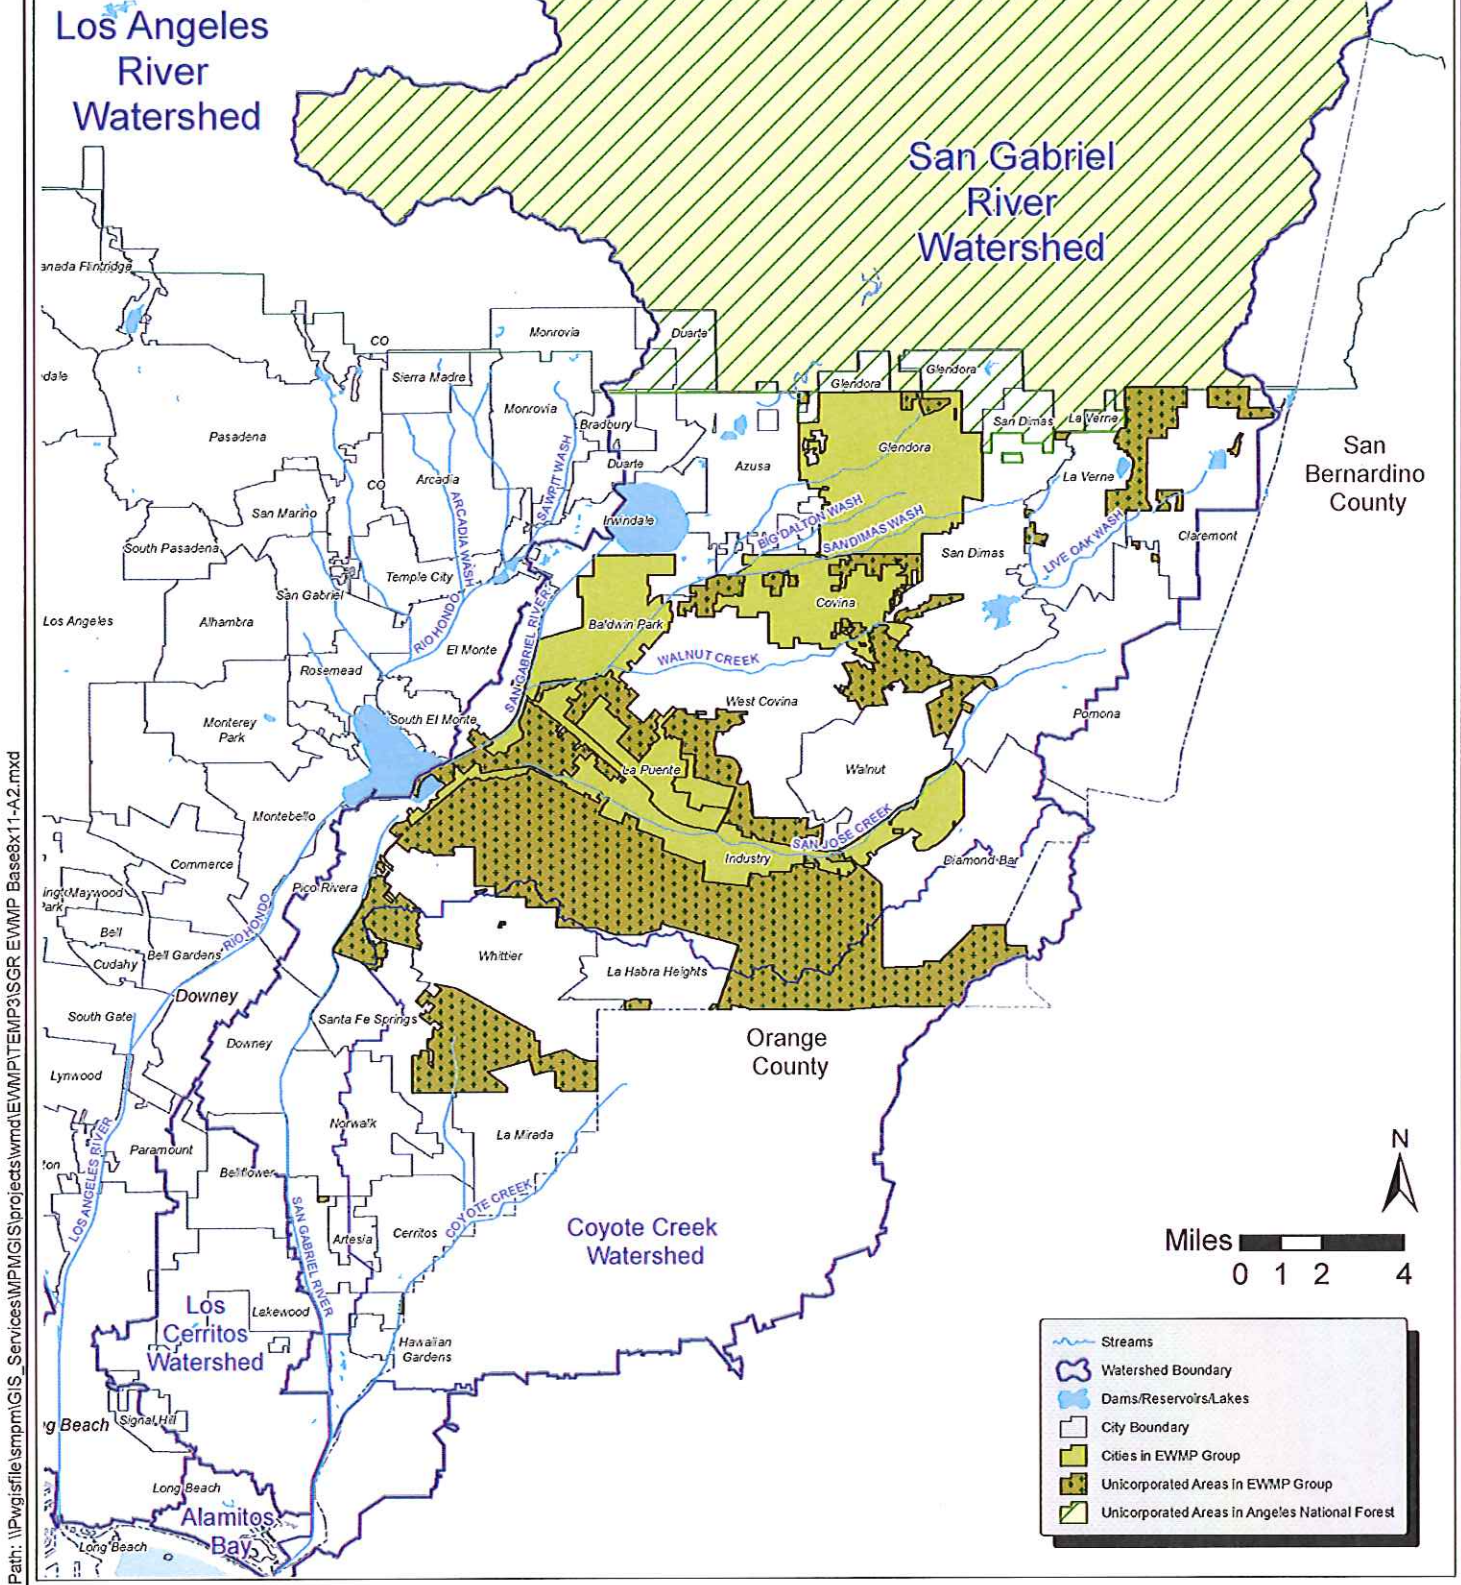 Los Angeles
River
Watershed
San Gabriel
River
Watershed
anada Flintridge
Monrovia
Duarte
CO
dale
Sierra Madre
Glendora
Glendora
Monrovia
Bradbury
San Dimas
La Verne
Pasadena
Glendora
San
Bernardino
County
Duarte
Azusa
La Verne
Arcadia
CO
SAWPIT WASH
ARCADIA WASH
San Marino
Irwindale
BIG DALTON WASH
SAN DIMAS WASH
LIVE OAK WASH
Claremont
South Pasadena
San Dimas
Temple City
San Gabriel
Los Angeles
Alhambra
RIO HONDO
SAN GABRIEL RIVER
Baldwin Park
Covina
El Monte
WALNUT CREEK
Rosemead
West Covina
Monterey
Park
South El Monte
Pomona
La Puente
Walnut
Montebello
SAN JOSE CREEK
Industry
Diamond Bar
Commerce
Maywood
Park
Pico Rivera
RIO HONDO
Bell
Bell Gardens
Cudahy
Whittier
La Habra Heights
Downey
South Gate
Santa Fe Springs
Downey
Orange
County
Lynwood
Norwalk
La Mirada
Paramount
LOS ANGELES RIVER
ton
Bellflower
SAN GABRIEL RIVER
COYOTE CREEK
Artesia
Cerritos
Coyote Creek
Watershed
Los
Cerritos
Watershed
Lakewood
Hawaiian
Gardens
g Beach
Signal Hill
Long Beach
Alamitos
Bay
Long Beach
N
Miles
0 1 2 4
Streams
Watershed Boundary
Dams/Reservoirs/Lakes
City Boundary
Cities in EWMP Group
Unicorporated Areas in EWMP Group
Unicorporated Areas in Angeles National Forest
Path: \\Pwgisfile\smpm\GIS_Services\MPMGIS\projects\wmd\EWMP\TEMP3\SGR EWMP Base8x11-A2.mxd